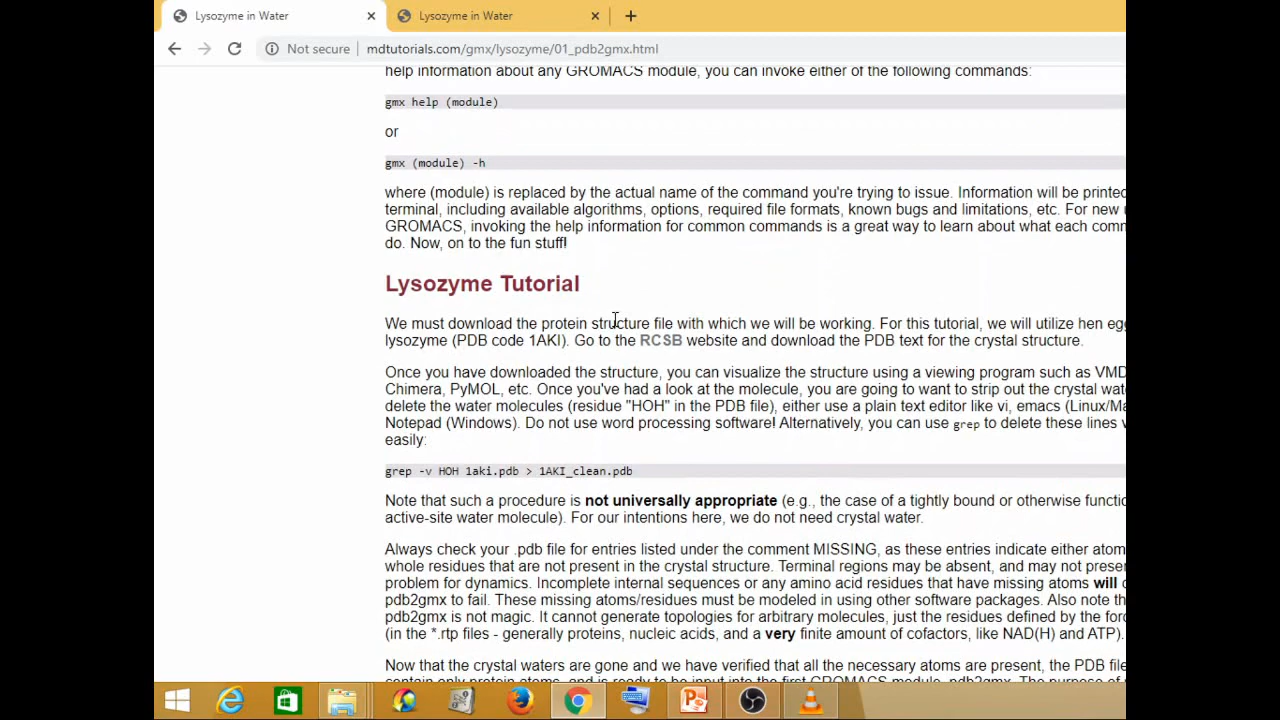 Lysozyme in Water
Lysozyme in Water
Not secure mdtutorials.com/gmx/lysozyme/01_pdb2gmx.html
help information about any GROMACS module, you can invoke either of the following commands:
gmx help (module)
or
gmx (module) -h
where (module) is replaced by the actual name of the command you're trying to issue. Information will be printed
terminal, including available algorithms, options, required file formats, known bugs and limitations, etc. For new
GROMACS, invoking the help information for common commands is a great way to learn about what each
do. Now, on to the fun stuff!
Lysozyme Tutorial
We must download the protein structure file with which we will be working. For this tutorial, we will utilize hen
lysozyme (PDB code 1AKI). Go to the RCSB website and download the PDB text for the crystal structure.
Once you have downloaded the structure, you can visualize the structure using a viewing program such as VMD
Chimera, PyMOL, etc. Once you've had a look at the molecule, you are going to want to strip out the crystal
delete the water molecules (residue "HOH" in the PDB file), either use a plain text editor like vi, emacs
Notepad (Windows). Do not use word processing software! Alternatively, you can use grep to delete these lines
easily:
grep -v HOH 1aki.pdb > 1AKI_clean.pdb
Note that such a procedure is not universally appropriate (e.g., the case of a tightly bound or otherwise
active-site water molecule). For our intentions here, we do not need crystal water.
Always check your .pdb file for entries listed under the comment MISSING, as these entries indicate either
whole residues that are not present in the crystal structure. Terminal regions may be absent, and may not
problem for dynamics. Incomplete internal sequences or any amino acid residues that have missing atoms will
pdb2gmx to fail. These missing atoms/residues must be modeled in using other software packages. Also note
pdb2gmx is not magic. It cannot generate topologies for arbitrary molecules, just the residues defined by the
(in the *.rtp files - generally proteins, nucleic acids, and a very finite amount of cofactors, like NAD(H) and ATP).
Now that the crystal waters are gone and we have verified that all the necessary atoms are present, the PDB file